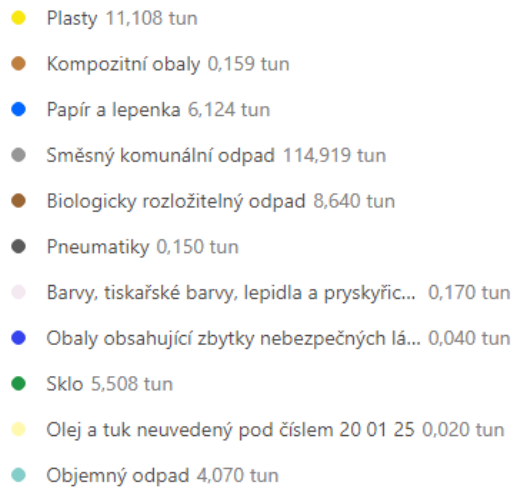 Plasty 11,108 tun
Kompozitní obaly 0,159 tun
Papír a lepenka 6,124 tun
Směsný komunální odpad 114,919 tun
Biologicky rozložitelný odpad 8,640 tun
Pneumatiky 0,150 tun
Barvy, tiskařské barvy, lepidla a pryskyřic... 0,170 tun
Obaly obsahující zbytky nebezpečných lá... 0,040 tun
Sklo 5,508 tun
Olej a tuk neuvedený pod číslem 20 01 25 0,020 tun
Objemný odpad 4,070 tun